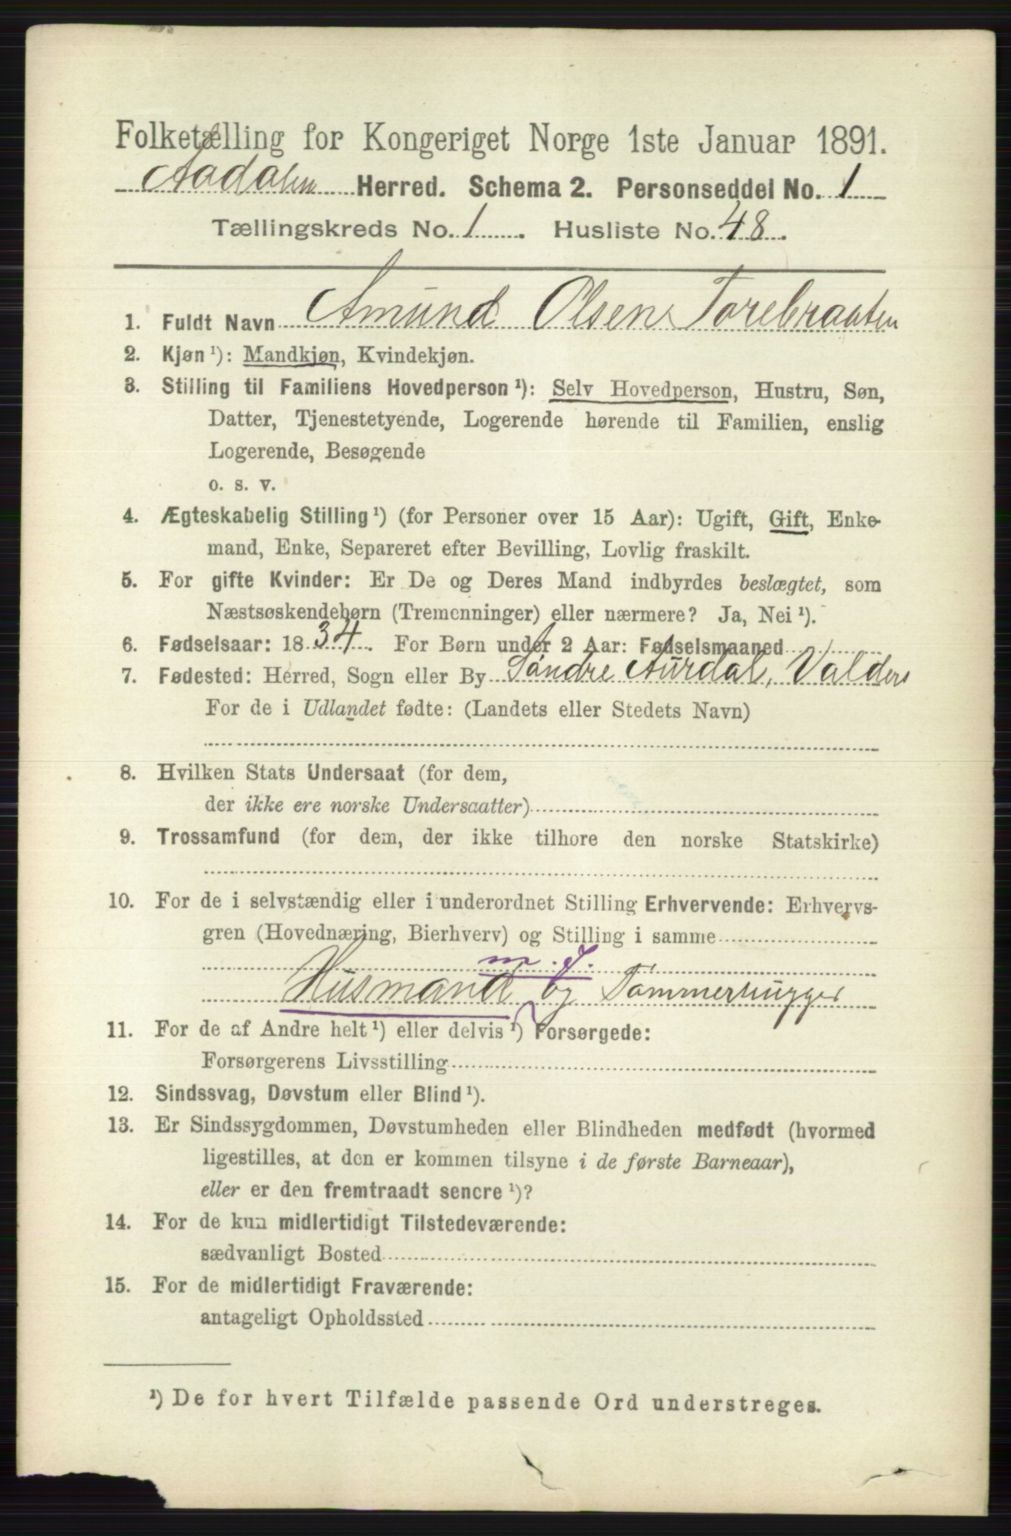 Folketælling for Kongeriget Norge 1ste Januar 1891.
Aadalen Herred. Schema 2. Personseddel No. 1
Tællingskreds No. 1. Husliste No. 48.
1. Fuldt Navn Amund Olsen Torebraaten
2. Kjøn ¹): Mandkjøn, Kvindekjøn.
3. Stilling til Familiens Hovedperson ¹): Selv Hovedperson, Hustru, Søn,
Datter, Tjenestetyende, Logerende hørende til Familien, enslig
Logerende, Besøgende
o. s. v.
4. Ægteskabelig Stilling ¹) (for Personer over 15 Aar): Ugift, Gift, Enke-
mand, Enke, Separeret efter Bevilling, Lovlig fraskilt.
5. For gifte Kvinder: Er De og Deres Mand indbyrdes beslægtet, som
Næstsøskendebørn (Tremenninger) eller nærmere? Ja, Nei ¹).
6. Fødselsaar: 1834. For Børn under 2 Aar: Fødselsmaaned
7. Fødested: Herred, Sogn eller By Søndre Aurdal, Valders
For de i Udlandet fødte: (Landets eller Stedets Navn)
8. Hvilken Stats Undersaat (for dem,
der ikke ere norske Undersaatter)
9. Trossamfund (for dem, der ikke tilhøre den norske Statskirke)
10. For de i selvstændig eller i underordnet Stilling Erhvervende: Erhvervs-
gren (Hovednæring, Bierhverv) og Stilling i samme
m. J.
Husmand og Tømmerhugger
11. For de af Andre helt ¹) eller delvis ¹) Forsørgede:
Forsørgerens Livsstilling
12. Sindssvag, Døvstum eller Blind ¹).
13. Er Sindssygdommen, Døvstumheden eller Blindheden medfødt (hvormed
ligestilles, at den er kommen tilsyne i de første Barneaar),
eller er den fremtraadt senere ¹)?
14. For de kun midlertidigt Tilstedeværende:
sædvanligt Bosted
15. For de midlertidigt Fraværende:
antageligt Opholdssted
¹) De for hvert Tilfælde passende Ord understreges.